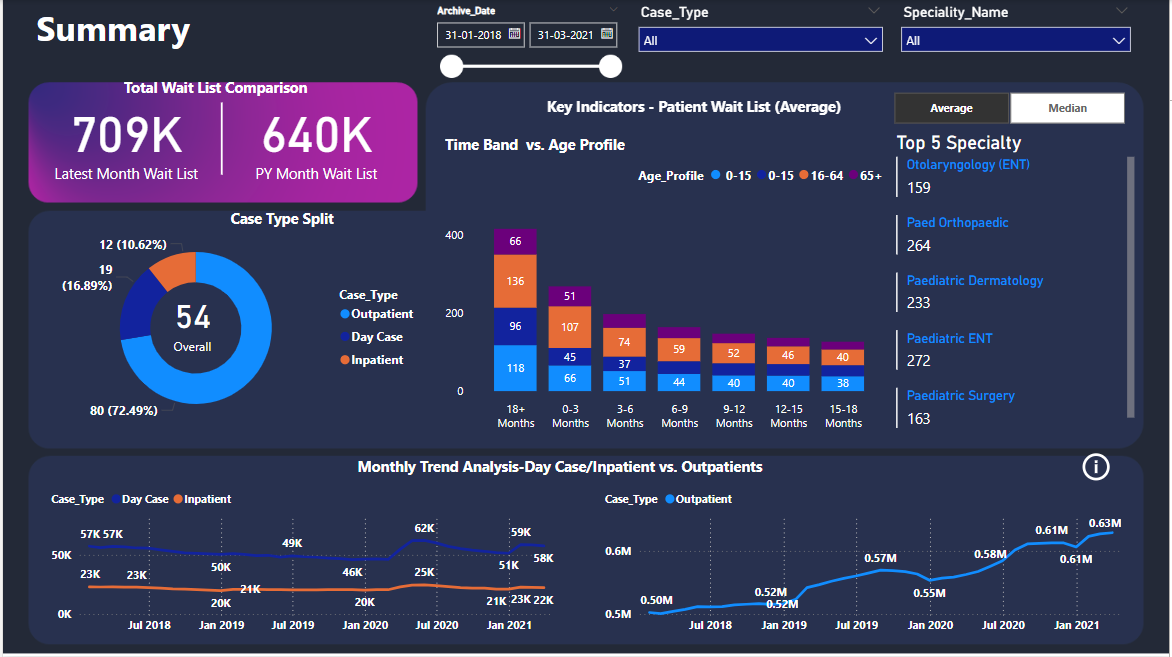 Summary
Archive_Date
31-01-2018
31-03-2021
Case_Type
All
Speciality_Name
All
Total Wait List Comparison
709K
Latest Month Wait List
640K
PY Month Wait List
Case Type Split
12 (10.62%)
19
(16.89%)
54
Overall
80 (72.49%)
Case_Type
Outpatient
Day Case
Inpatient
Key Indicators - Patient Wait List (Average)
Time Band vs. Age Profile
Age_Profile 0-15 0-15 16-64 65+
400
200
0
66
136
96
118
51
107
45
66
74
37
51
59
44
52
40
46
40
40
38
18+
Months
0-3
Months
3-6
Months
6-9
Months
9-12
Months
12-15
Months
15-18
Months
Average
Median
Top 5 Specialty
Otolaryngology (ENT)
159
Paed Orthopaedic
264
Paediatric Dermatology
233
Paediatric ENT
272
Paediatric Surgery
163
Monthly Trend Analysis-Day Case/Inpatient vs. Outpatients
i
Case_Type Day Case Inpatient
50K
0K
57K 57K
50K
49K
46K
62K
51K
59K
58K
23K
23K
20K
21K
20K
25K
21K
23K
22K
Jul 2018
Jan 2019
Jul 2019
Jan 2020
Jul 2020
Jan 2021
Case_Type Outpatient
0.6M
0.5M
0.50M
0.52M
0.52M
0.57M
0.55M
0.58M
0.61M
0.61M
0.63M
Jul 2018
Jan 2019
Jul 2019
Jan 2020
Jul 2020
Jan 2021